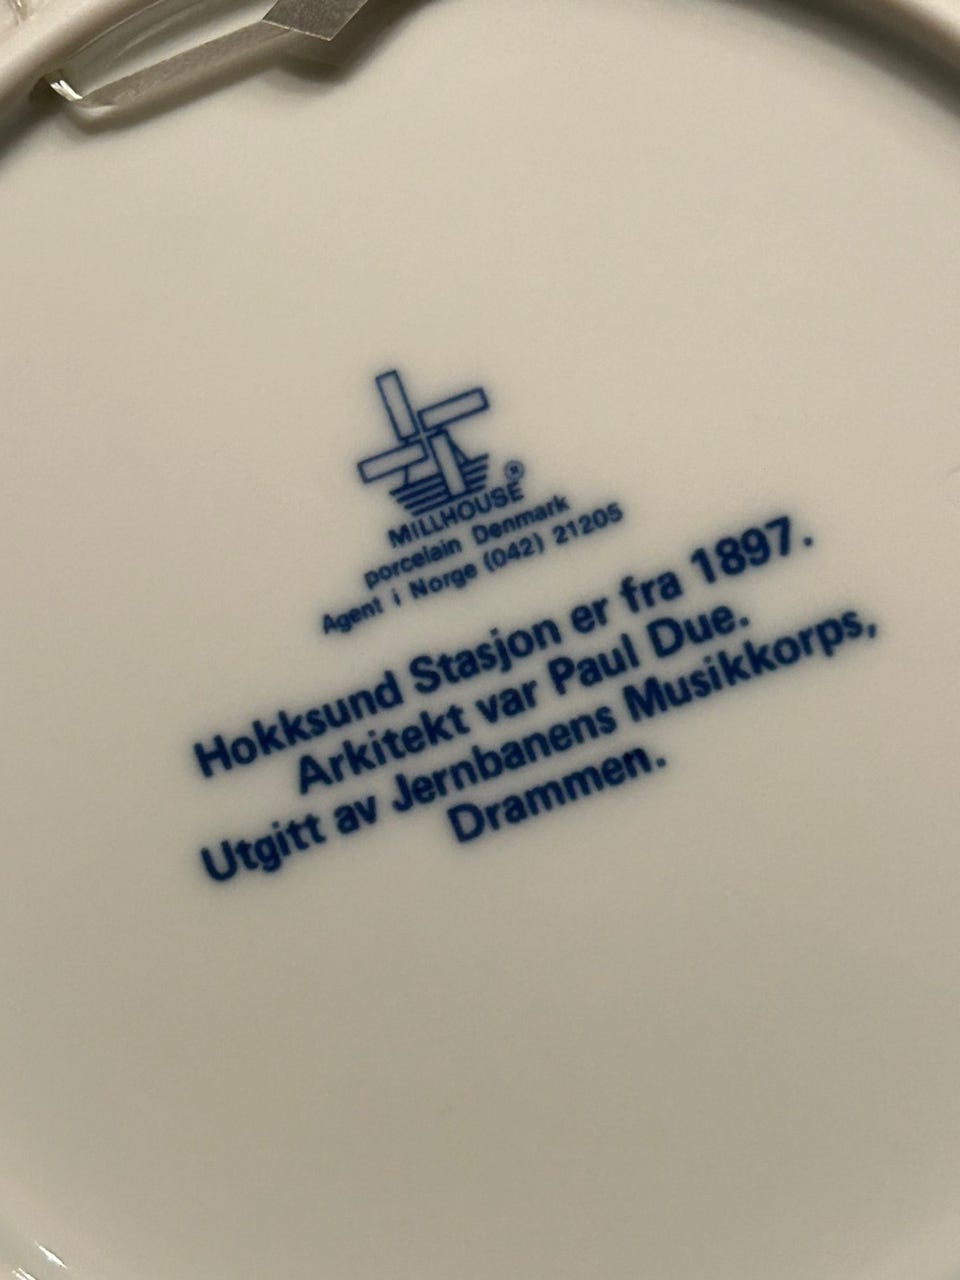 MILLHOUSE ®
porcelain Denmark
Agent i Norge (042) 21205
Hokksund Stasjon er fra 1897.
Arkitekt var Paul Due.
Utgitt av Jernbanens Musikkorps,
Drammen.